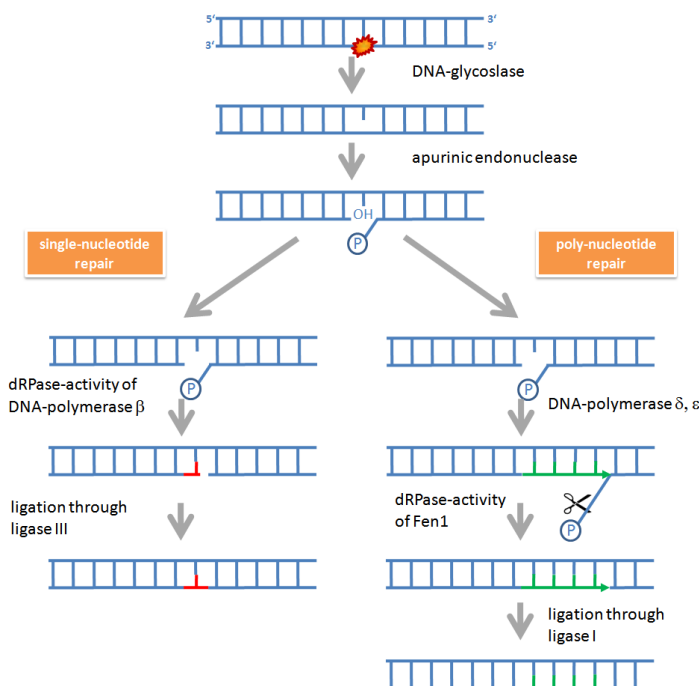 5'
3'
3'
5'
DNA-glycoslase
apurinic endonuclease
OH
P
single-nucleotide
repair
poly-nucleotide
repair
P
P
dRPase-activity of
DNA-polymerase β
DNA-polymerase δ, ε
ligation through
ligase III
dRPase-activity
of Fen1
P
ligation through
ligase I